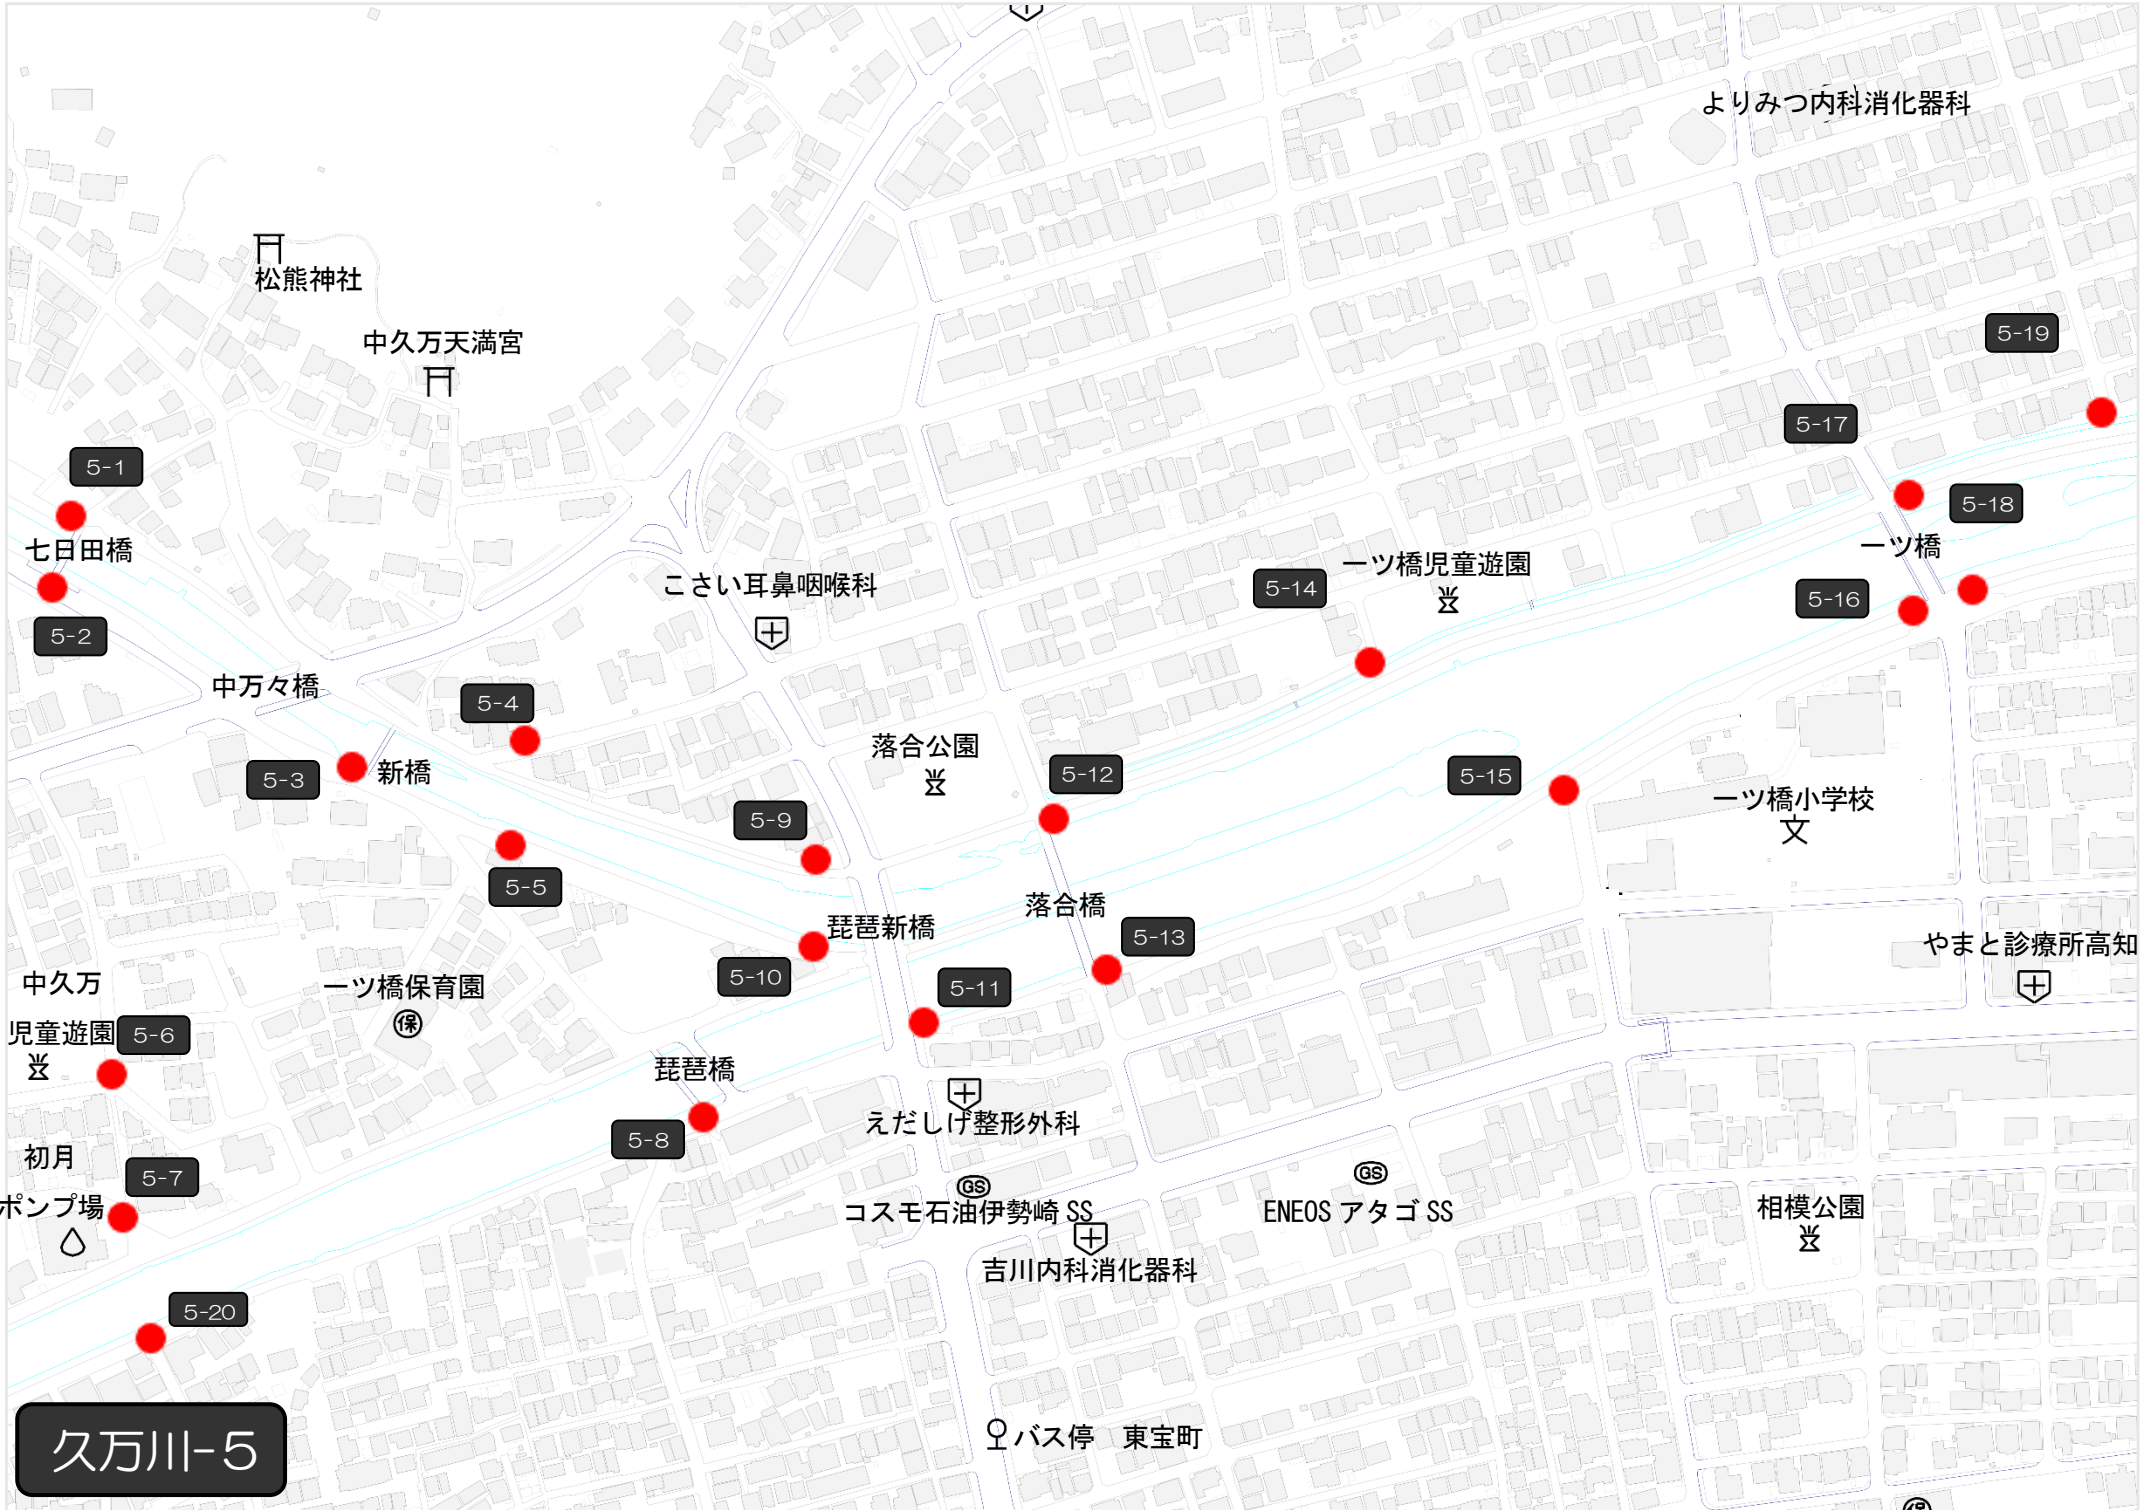 よりみつ内科消化器科
松熊神社
中久万天満宮
5-19
5-17
5-1
5-18
七日田橋
一ツ橋
こさい耳鼻咽喉科
一ツ橋児童遊園
5-14
5-16
5-2
中万々橋
5-4
落合公園
5-3
新橋
5-12
5-15
一ツ橋小学校
文
5-9
5-5
落合橋
琵琶新橋
5-13
やまと診療所高知
5-10
5-11
中久万
児童遊園
一ツ橋保育園
保
5-6
琵琶橋
えだしげ整形外科
5-8
初月
ポンプ場
5-7
GS
コスモ石油伊勢崎 SS
GS
ENEOS アタゴ SS
相模公園
吉川内科消化器科
5-20
バス停 東宝町
久万川-5